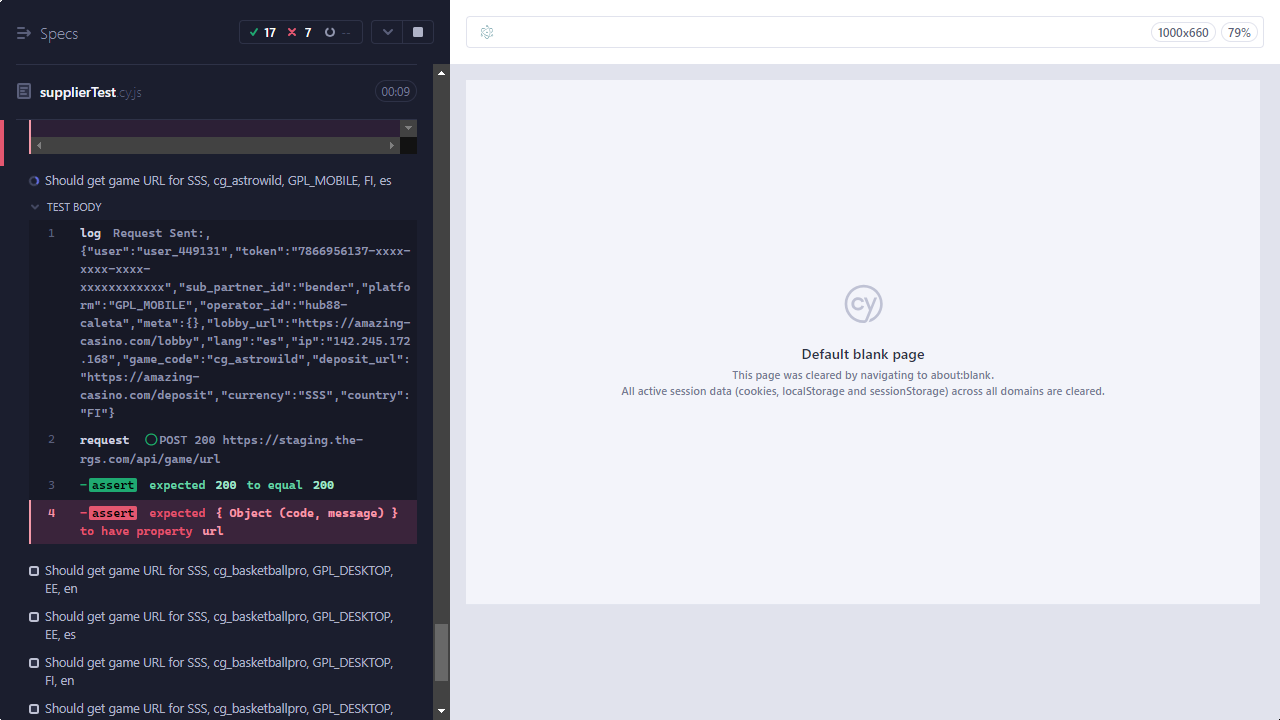 Specs
17
7
--
1000x660
79%
supplierTest.cy.js
00:09
Should get game URL for SSS, cg_astrowild, GPL_MOBILE, FI, es
TEST BODY
1 log Request Sent:,
{"user":"user_449131","token":"7866956137-xxxx-
xxxx-xxxx-
xxxxxxxxxxxx","sub_partner_id":"bender","platfo
rm":"GPL_MOBILE","operator_id":"hub88-
caleta","meta":{},"lobby_url":"https://amazing-
casino.com/lobby","lang":"es","ip":"142.245.172
.168","game_code":"cg_astrowild","deposit_url":
"https://amazing-
casino.com/deposit","currency":"SSS","country":
"FI"}
2 request POST 200 https://staging.the-
rgs.com/api/game/url
3 -assert expected 200 to equal 200
4 -assert expected { Object (code, message) }
to have property url
Should get game URL for SSS, cg_basketballpro, GPL_DESKTOP,
EE, en
Should get game URL for SSS, cg_basketballpro, GPL_DESKTOP,
EE, es
Should get game URL for SSS, cg_basketballpro, GPL_DESKTOP,
FI, en
Should get game URL for SSS, cg_basketballpro, GPL_DESKTOP,
cy
Default blank page
This page was cleared by navigating to about:blank.
All active session data (cookies, localStorage and sessionStorage) across all domains are cleared.